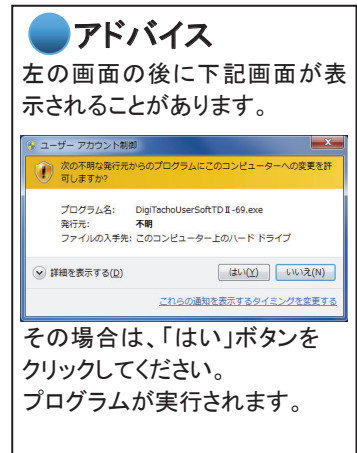 アドバイス
左の画面の後に下記画面が表
示されることがあります。
ユーザー アカウント制御
次の不明な発行元からのプログラムにこのコンピューターへの変更を許
可しますか?
プログラム名: DigiTachoUserSoftTDⅡ-69.exe
発行元: 不明
ファイルの入手先: このコンピューター上のハード ドライブ
詳細を表示する(D)
はい(Y)
いいえ(N)
これらの通知を表示するタイミングを変更する
その場合は、「はい」ボタンを
クリックしてください。
プログラムが実行されます。